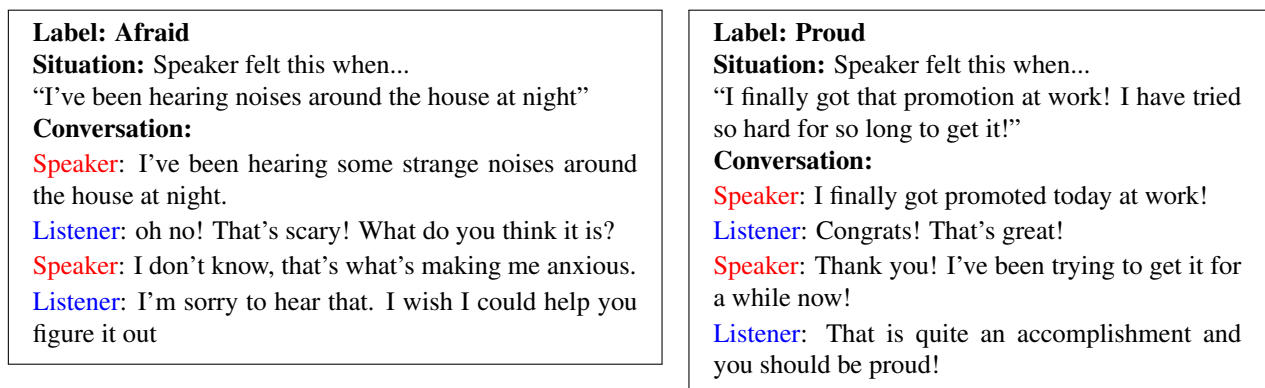 Label: Afraid
Situation: Speaker felt this when...
“I’ve been hearing noises around the house at night”
Conversation:
Speaker: I’ve been hearing some strange noises around
the house at night.
Listener: oh no! That’s scary! What do you think it is?
Speaker: I don’t know, that’s what’s making me anxious.
Listener: I’m sorry to hear that. I wish I could help you
figure it out
Label: Proud
Situation: Speaker felt this when...
“I finally got that promotion at work! I have tried
so hard for so long to get it!”
Conversation:
Speaker: I finally got promoted today at work!
Listener: Congrats! That’s great!
Speaker: Thank you! I’ve been trying to get it for
a while now!
Listener: That is quite an accomplishment and
you should be proud!